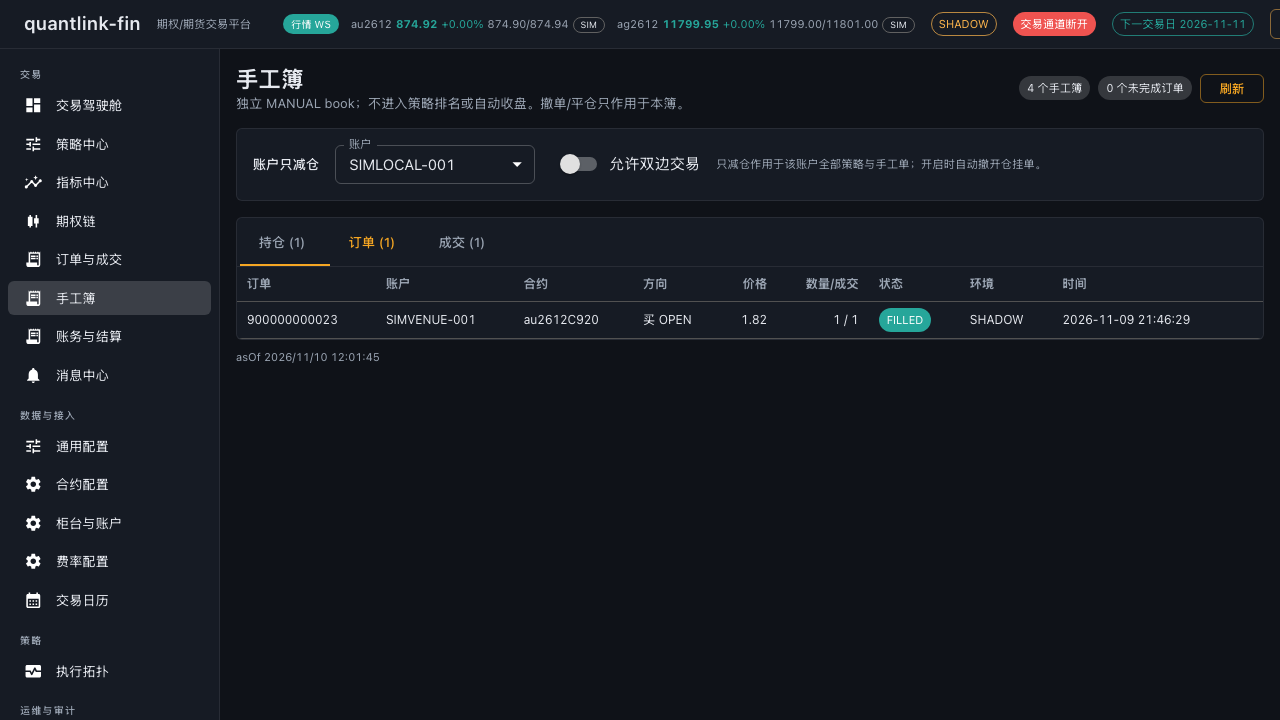 quantlink-fin 期权/期货交易平台 行情 WS au2612 874.92 +0.00% 874.90/874.94 SIM ag2612 11799.95 +0.00% 11799.00/11801.00 SIM SHADOW 交易通道断开 下一交易日 2026-11-11
交易
交易驾驶舱
策略中心
指标中心
期权链
订单与成交
手工簿
账务与结算
消息中心
数据与接入
通用配置
合约配置
柜台与账户
费率配置
交易日历
策略
执行拓扑
运维与审计
手工簿
独立 MANUAL book；不进入策略排名或自动收盘。撤单/平仓只作用于本簿。
4 个手工簿 0 个未完成订单 刷新
账户只减仓 账户 SIMLOCAL-001 允许双边交易 只减仓作用于该账户全部策略与手工单；开启时自动撤开仓挂单。
持仓 (1) 订单 (1) 成交 (1)
订单 账户 合约 方向 价格 数量/成交 状态 环境 时间
900000000023 SIMVENUE-001 au2612C920 买 OPEN 1.82 1 / 1 FILLED SHADOW 2026-11-09 21:46:29
asOf 2026/11/10 12:01:45